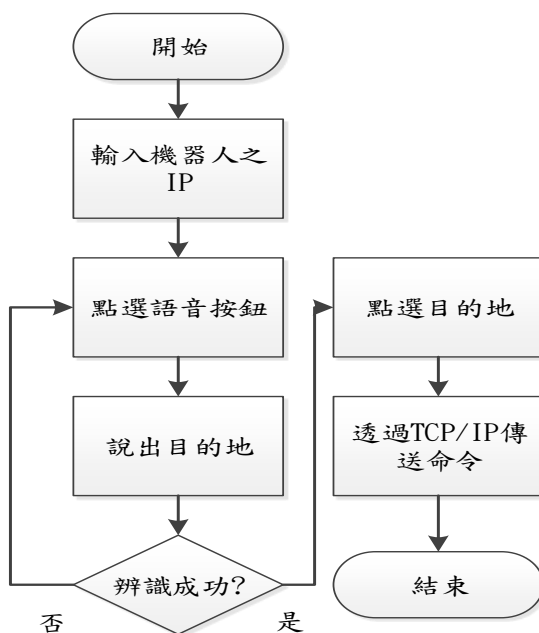 開始
輸入機器人之
IP
點選語音按鈕
說出目的地
辨識成功?
否
是
點選目的地
透過TCP/IP傳
送命令
結束